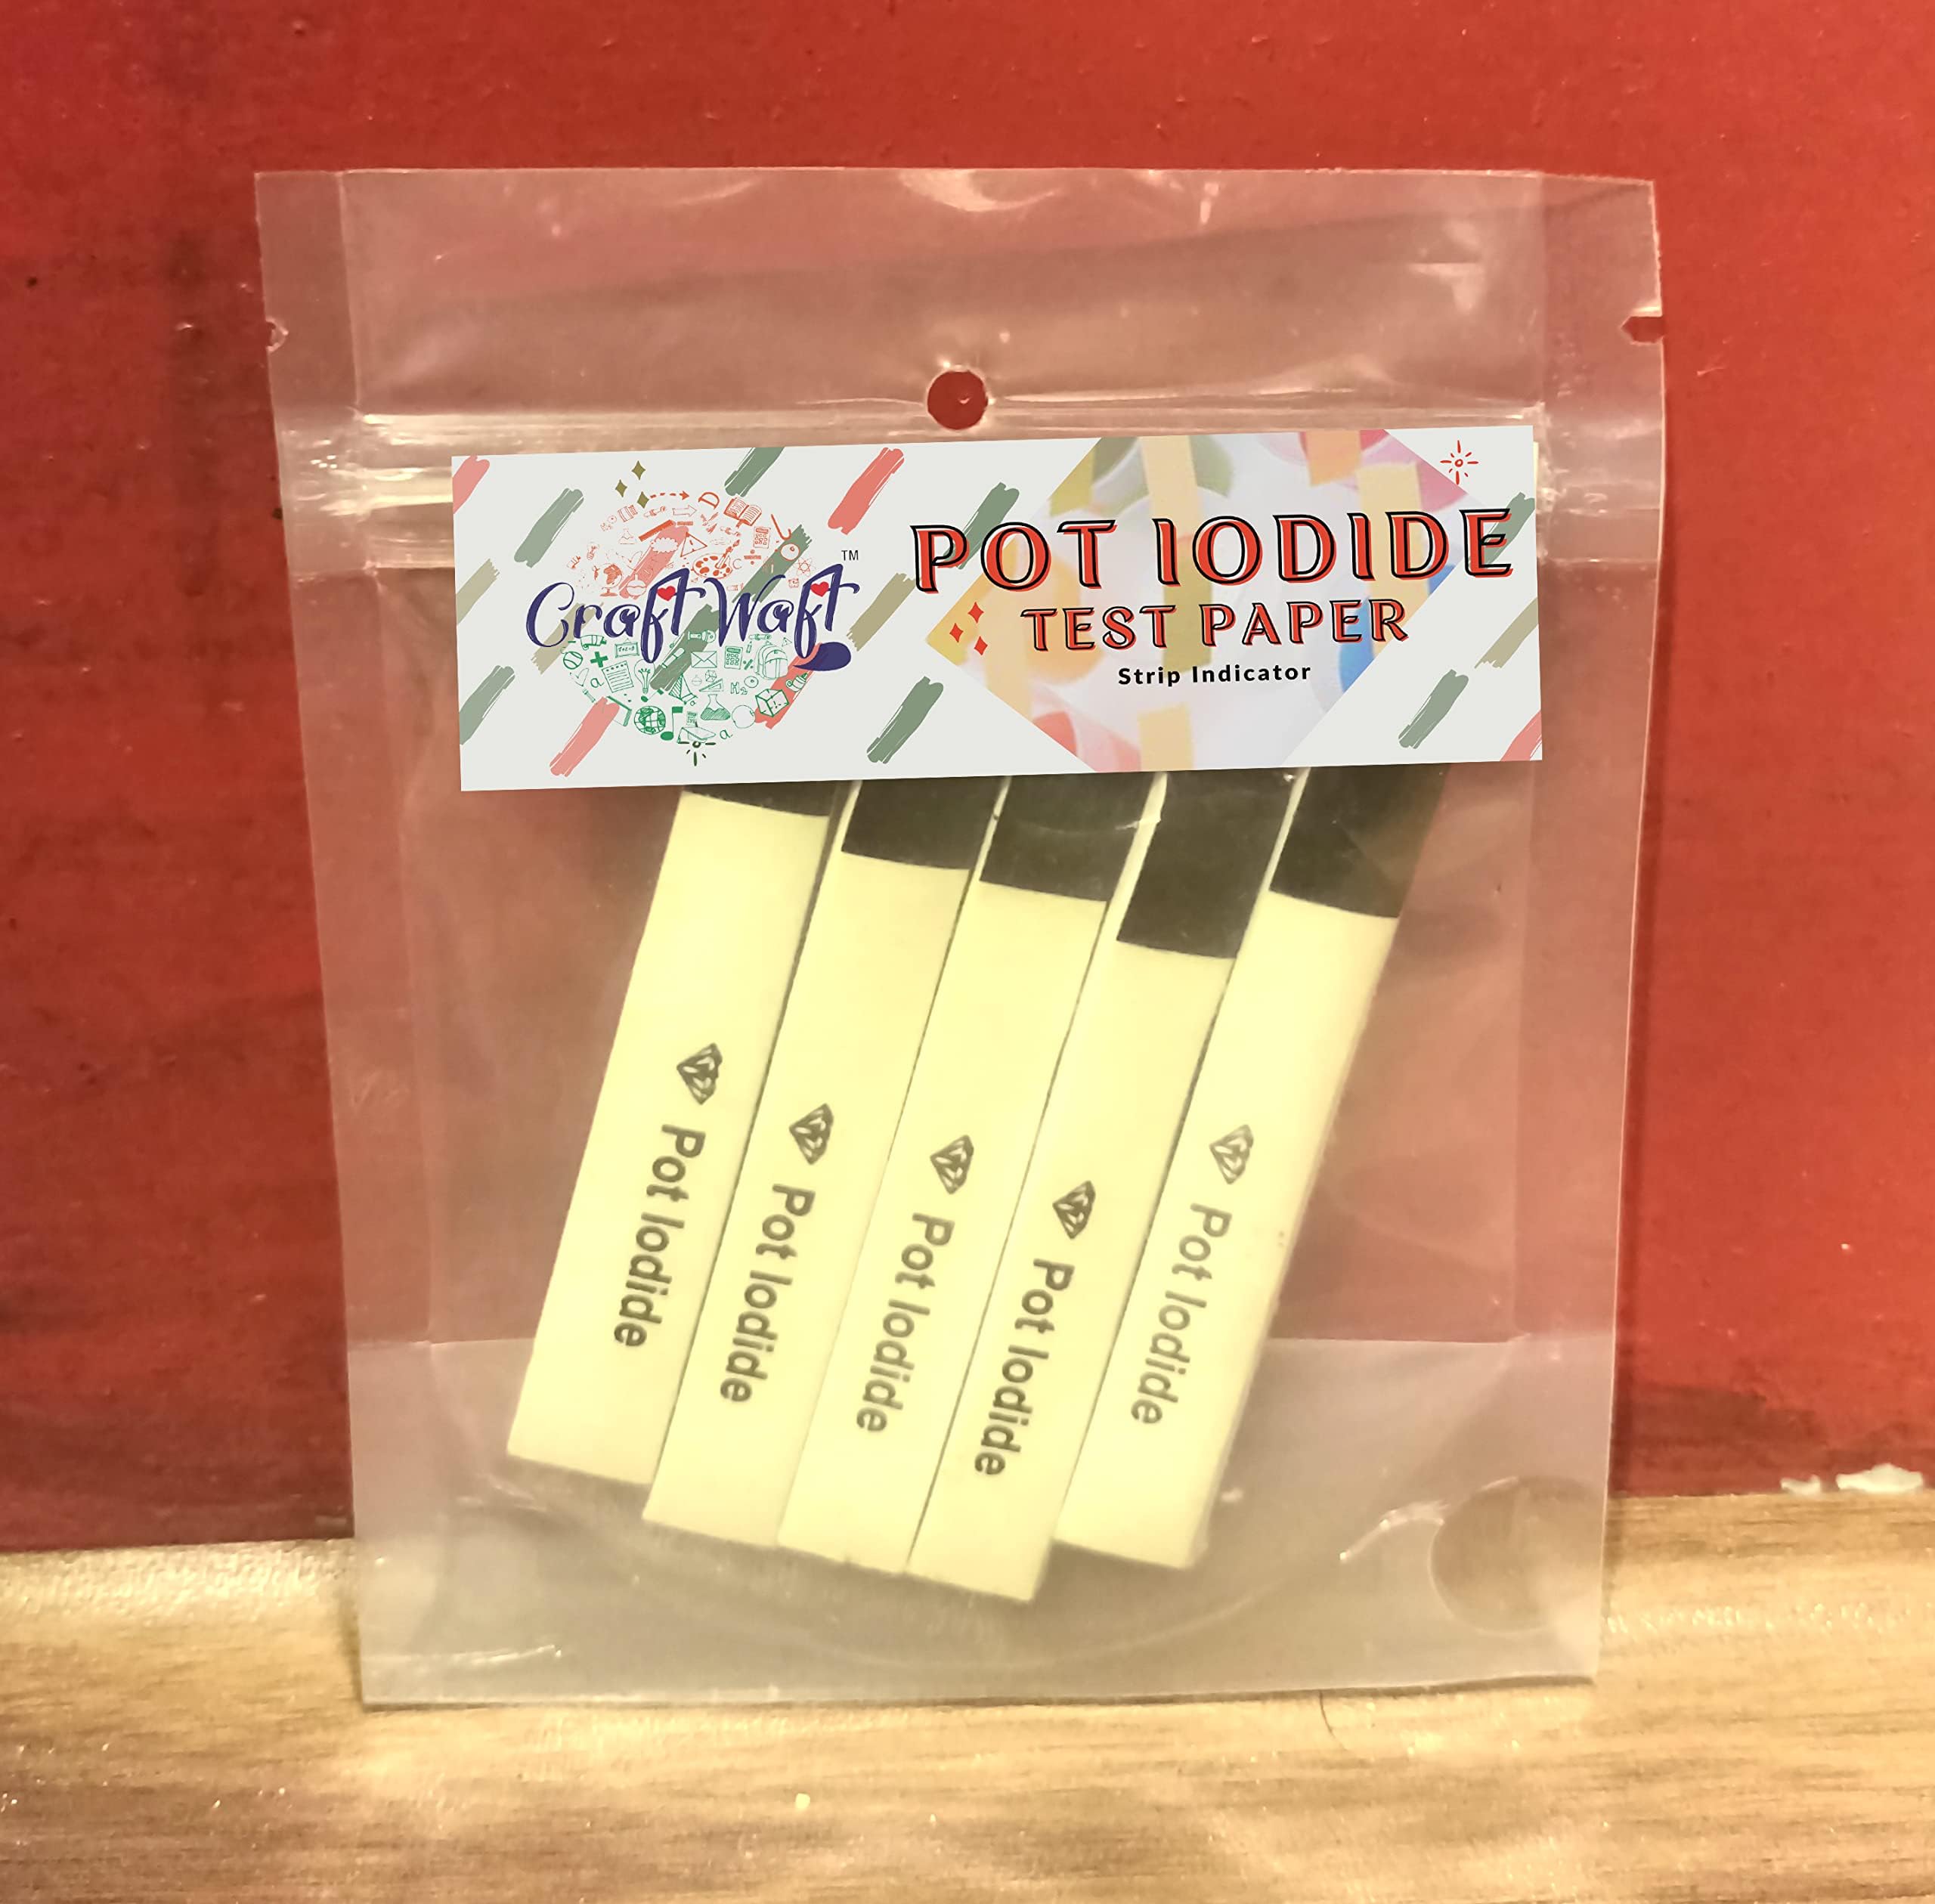 Craft Waft
TM
POT IODIDE
TEST PAPER
Strip Indicator
Pot Iodide
Pot Iodide
Pot Iodide
Pot Iodide
Pot Iodide